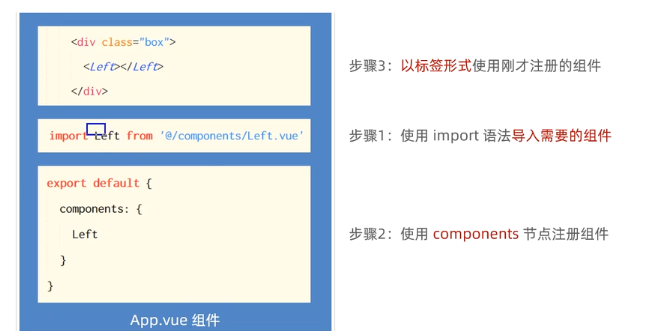 <div class="box">
<Left></Left>
</div>
步骤3：以标签形式使用刚才注册的组件
import Left from '@/components/Left.vue'
步骤1：使用 import 语法导入需要的组件
export default {
components: {
Left
}
}
步骤2：使用 components 节点注册组件
App.vue 组件